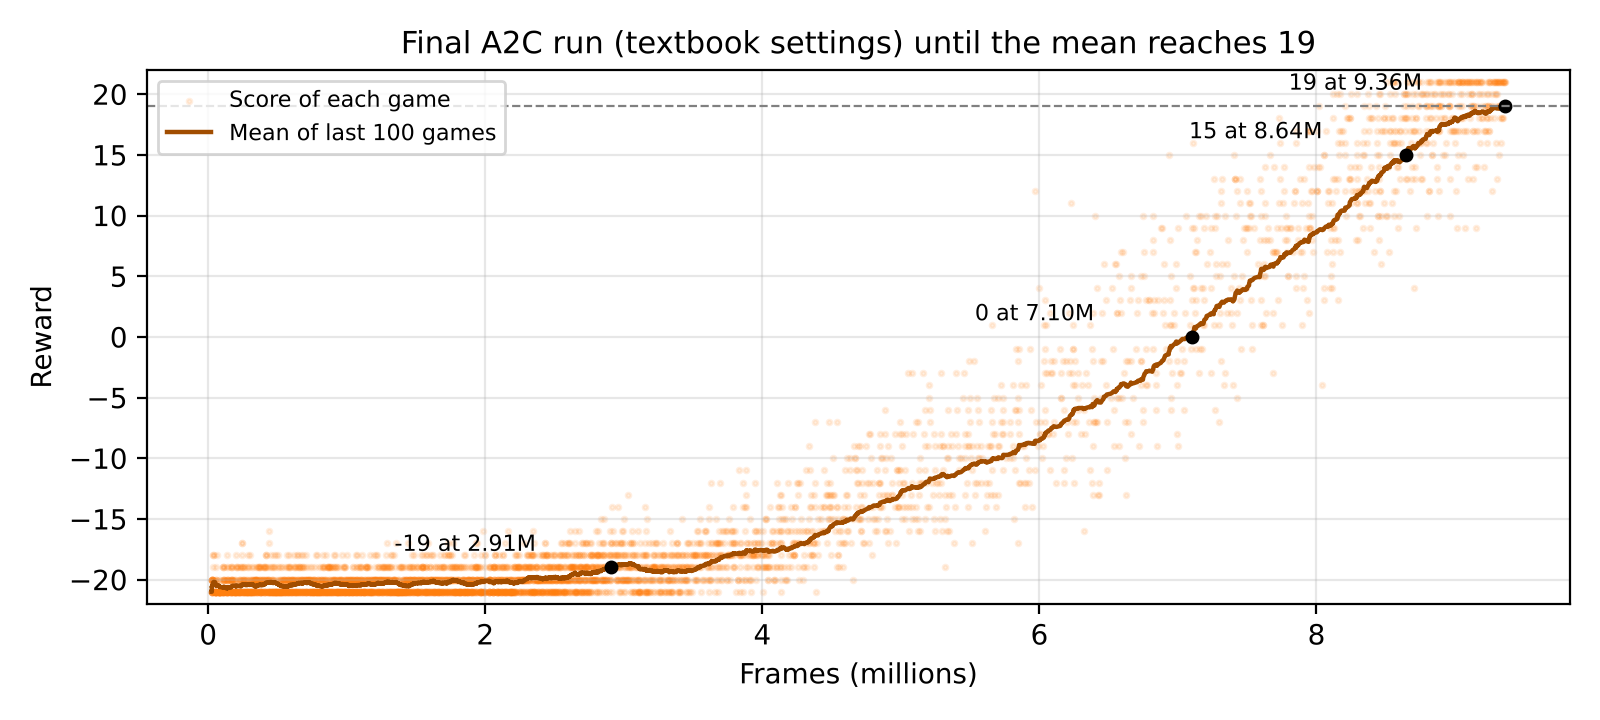 Final A2C run (textbook settings) until the mean reaches 19
Score of each game
Mean of last 100 games
19 at 9.36M
15 at 8.64M
0 at 7.10M
-19 at 2.91M
Reward
20
15
10
5
0
−5
−10
−15
−20
0 2 4 6 8
Frames (millions)